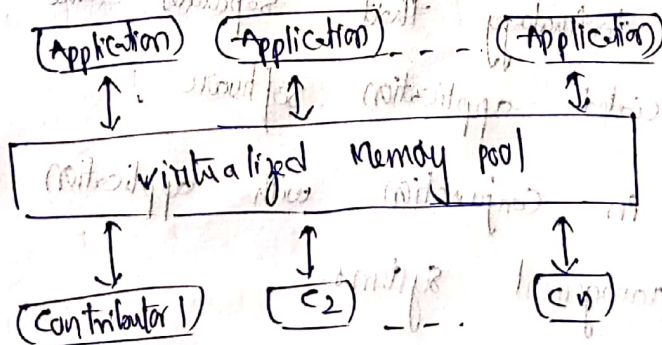 Application Application - - - - Application
virtualized Memory pool
Contributor 1 C2 - - - . Cn